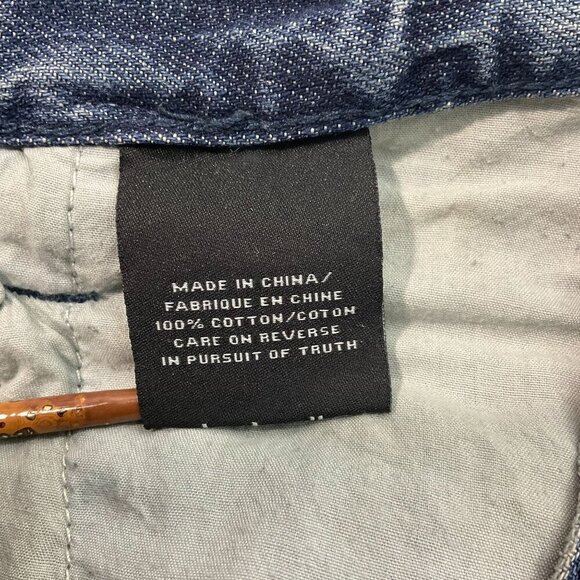 MADE IN CHINA/
FABRIQUE EN CHINE
100% COTTON/COTON
CARE ON REVERSE
IN PURSUIT OF TRUTH